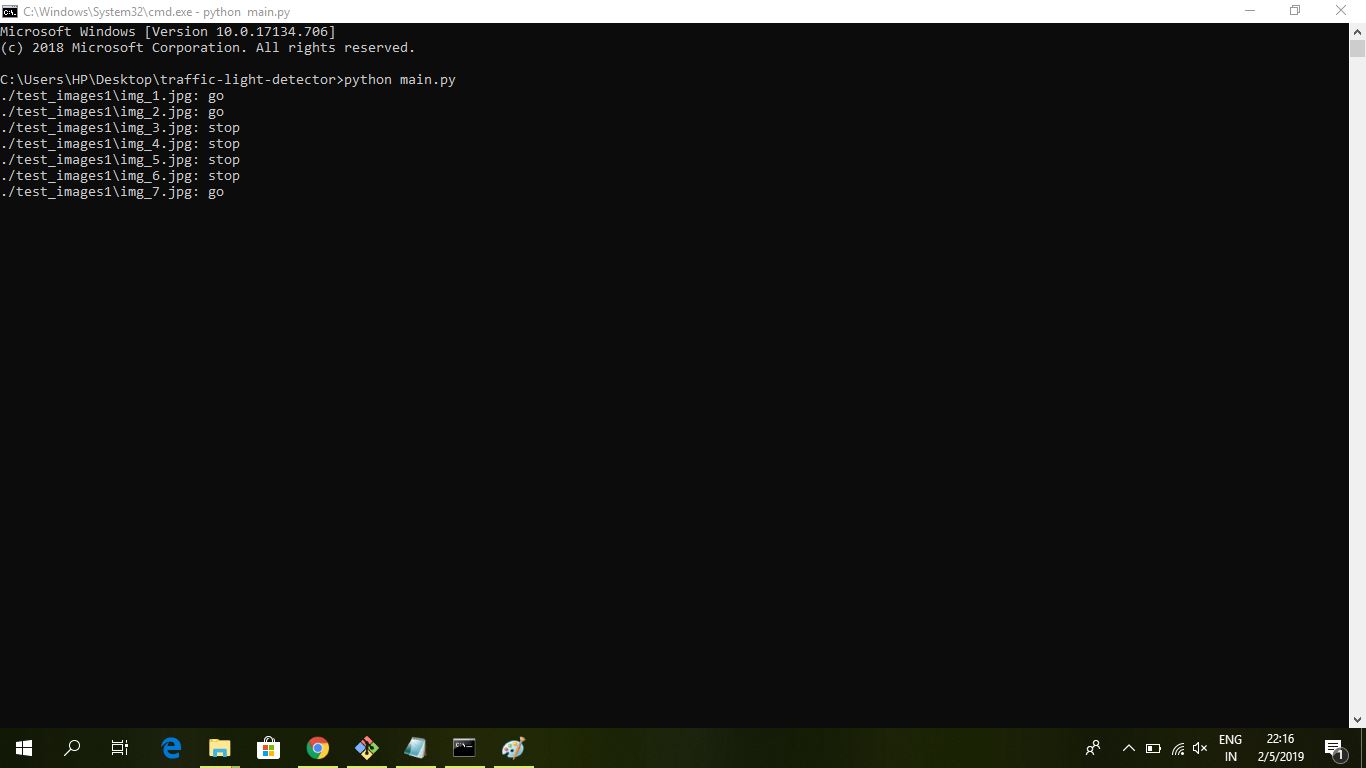 C:\Windows\System32\cmd.exe - python  main.py
Microsoft Windows [Version 10.0.17134.706]
(c) 2018 Microsoft Corporation. All rights reserved.
C:\Users\HP\Desktop\traffic-light-detector>python main.py
./test_images1\img_1.jpg: go
./test_images1\img_2.jpg: go
./test_images1\img_3.jpg: stop
./test_images1\img_4.jpg: stop
./test_images1\img_5.jpg: stop
./test_images1\img_6.jpg: stop
./test_images1\img_7.jpg: go
ENG
IN
22:16
2/5/2019
1